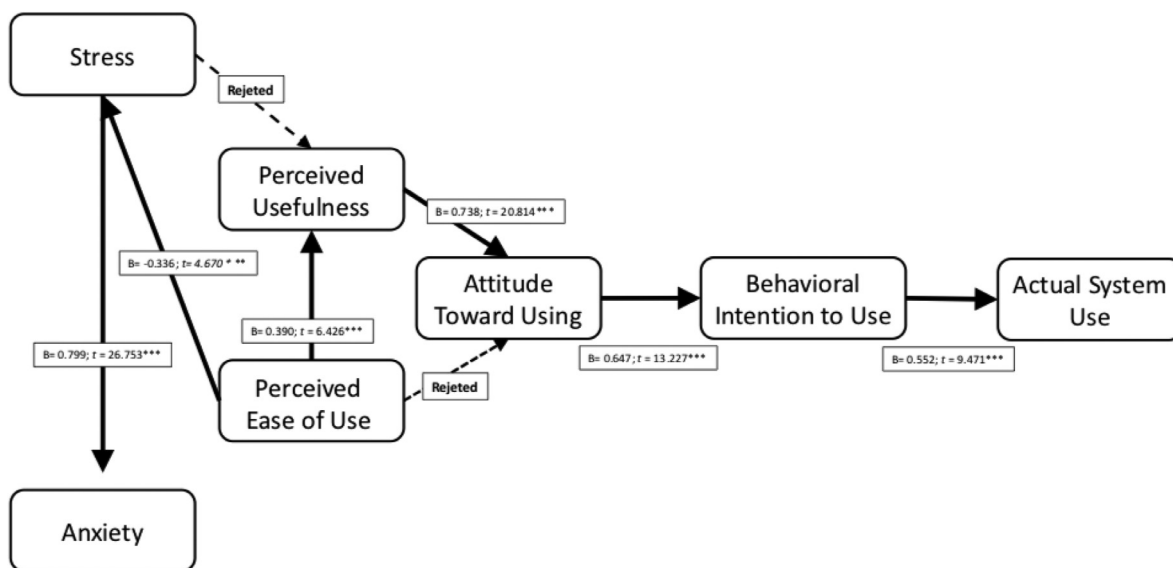 Stress
Rejeted
Perceived
Usefulness
B= 0.738; t = 20.814***
B= -0.336; t= 4.670 * **
Attitude
Toward Using
Behavioral
Intention to Use
Actual System
Use
B= 0.390; t = 6.426***
B= 0.799; t = 26.753***
B= 0.647; t = 13.227***
B= 0.552; t = 9.471***
Perceived
Ease of Use
Rejeted
Anxiety